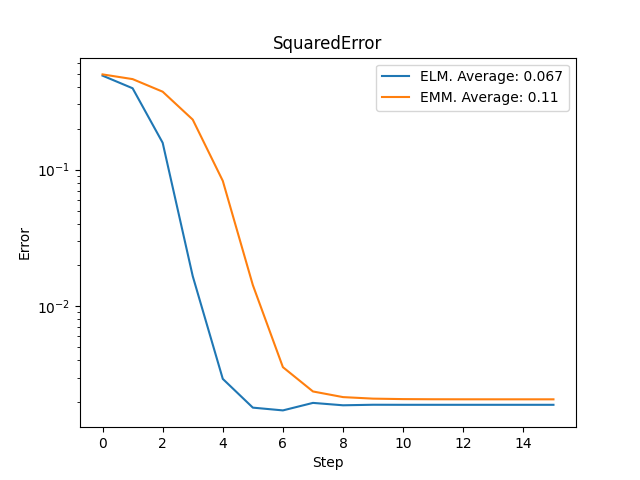 SquaredError
ELM. Average: 0.067
EMM. Average: 0.11
Error
10⁻¹
10⁻²
0 2 4 6 8 10 12 14
Step